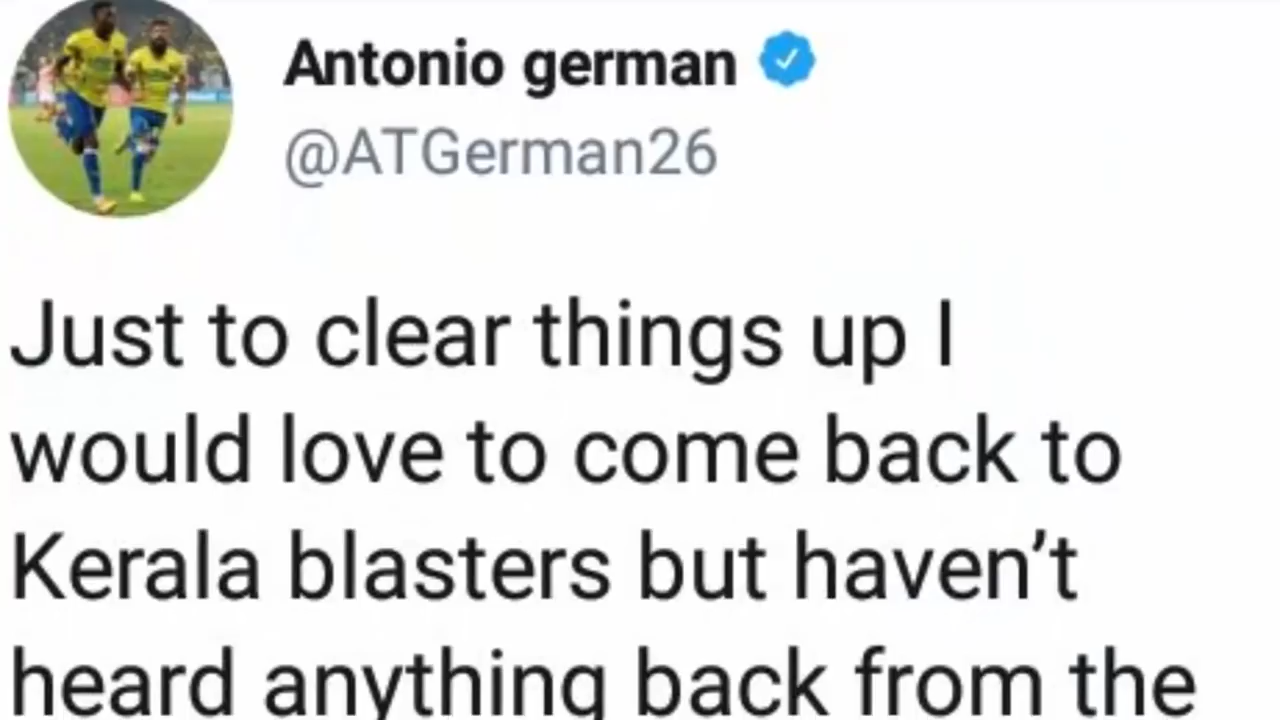 Antonio german
@ATGerman26
Just to clear things up I
would love to come back to
Kerala blasters but haven’t
heard anything back from the